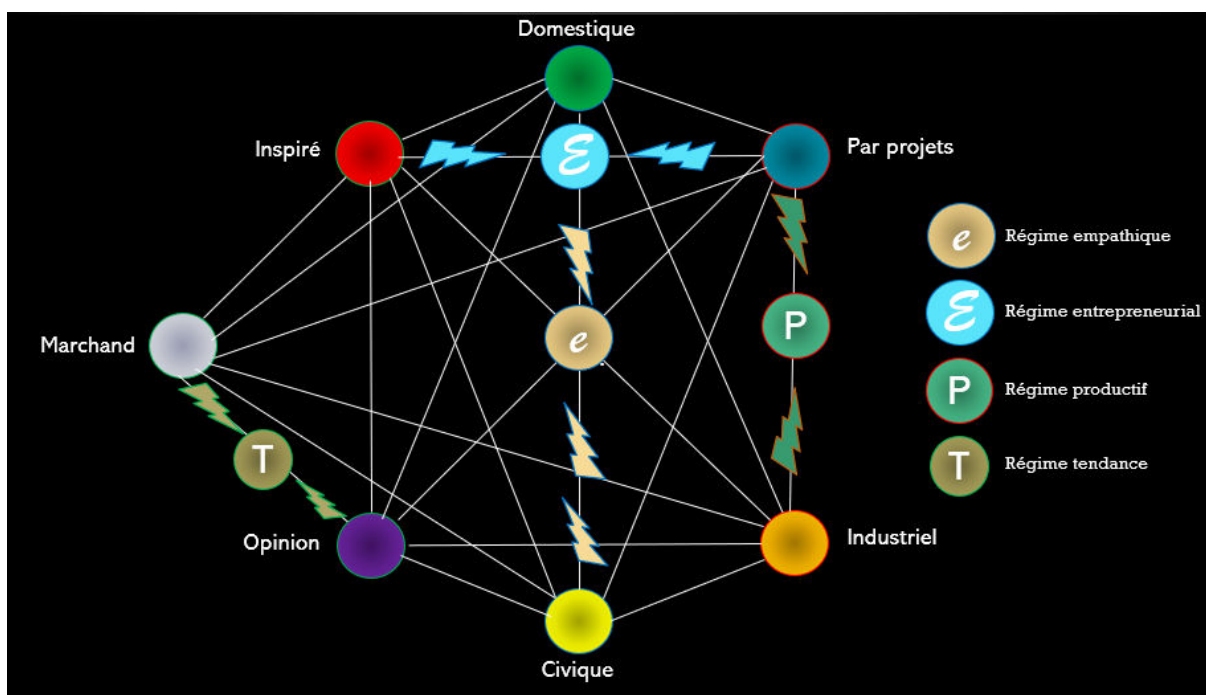 Domestique
Inspiré
ℰ
Par projets
e
Régime empathique
ℰ
Régime entrepreneurial
e
P
Marchand
P
Régime productif
T
T
Régime tendance
Opinion
Industriel
Civique